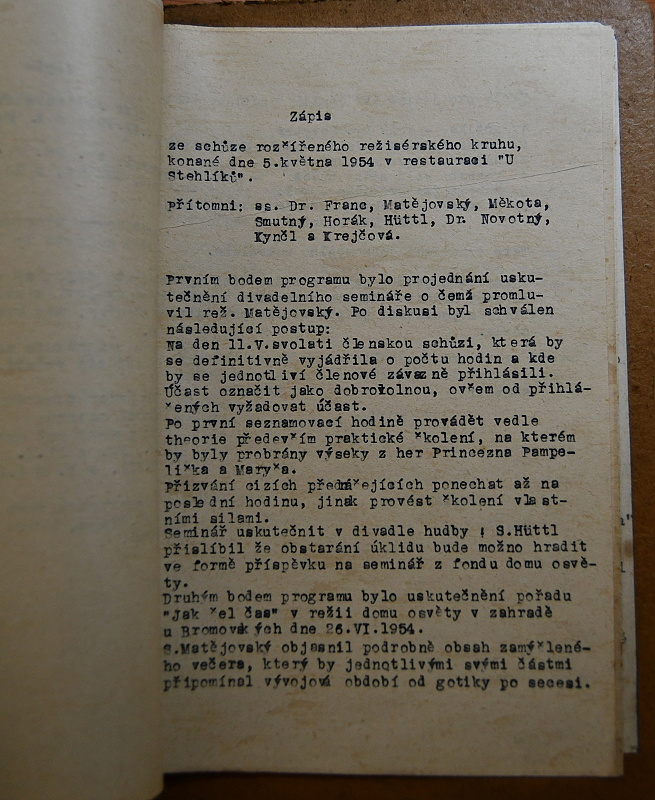 Zápis
ze schůze rozšířeného režisérského kruhu,
konané dne 5.května 1954 v restauraci "U
Stehlíků".
Přítomni: ss. Dr. Franc, Matějovský, Měkota,
Smutný, Horák, Hüttl, Dr. Novotný,
Kynčl a Krejčová.
Prvním bodem programu bylo projednání usku-
tečnění divadelního semináře o čemž promlu-
vil rež. Matějovský. Po diskusi byl schválen
následující postup:
Na den 11.V.svolati členskou schůzi, která by
se definitivně vyjádřila o počtu hodin a kde
by se jednotliví členové závazně přihlásili.
Účast označit jako dobrovolnou, ovšem od přihlá-
šených vyžadovat účast.
Po první seznamovací hodině provádět vedle
theorie především praktické školení, na kterém
by byly probrány výseky z her Princezna Pampe-
liška a Maryša.
Přizvání cizích přednášejících ponechat až na
poslední hodinu, jinak provést školení vlast-
ními silami.
Seminář uskutečnit v divadle hudby ; S.Hüttl
přislíbil že obstarání úklidu bude možno hradit
ve formě příspěvku na seminář z fondu domu osvě-
ty.
Druhým bodem programu bylo uskutečnění pořadu
"Jak šel čas" v režii domu osvěty v zahradě
u Bromovských dne 26.VI.1954.
S.Matějovský objasnil podrobně obsah zamýšlené-
ho večera, který by jednotlivými svými částmi
připomínal vývojová období od gotiky po secesi.